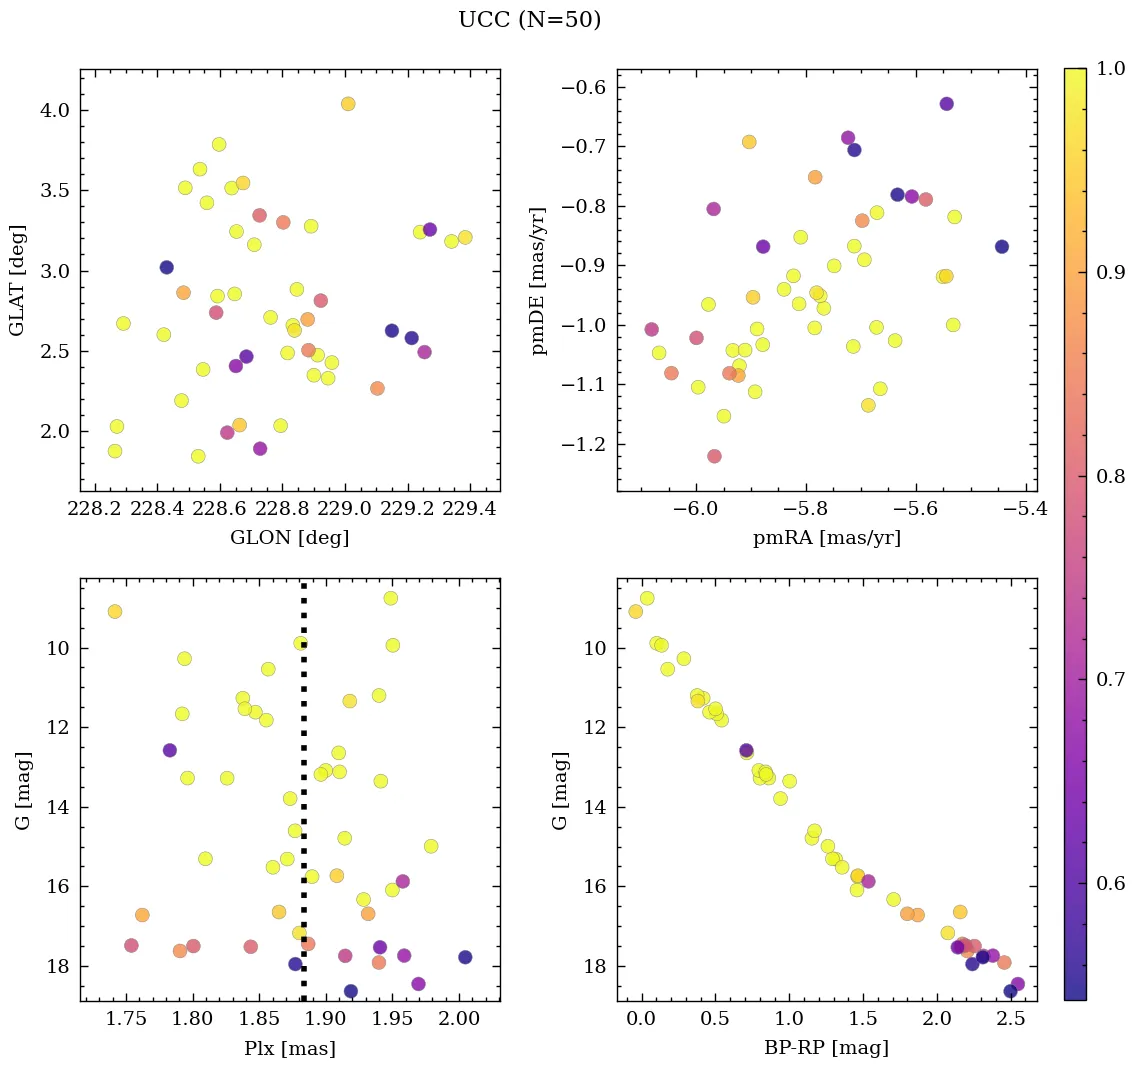 UCC (N=50)
4.0
3.5
3.0
2.5
2.0
GLAT [deg]
228.2 228.4 228.6 228.8 229.0 229.2 229.4
GLON [deg]
−0.6
−0.7
−0.8
−0.9
−1.0
−1.1
−1.2
pmDE [mas/yr]
−6.0 −5.8 −5.6 −5.4
pmRA [mas/yr]
1.0
0.9
0.8
0.7
0.6
10
12
14
16
18
G [mag]
1.75 1.80 1.85 1.90 1.95 2.00
Plx [mas]
10
12
14
16
18
G [mag]
0.0 0.5 1.0 1.5 2.0 2.5
BP-RP [mag]